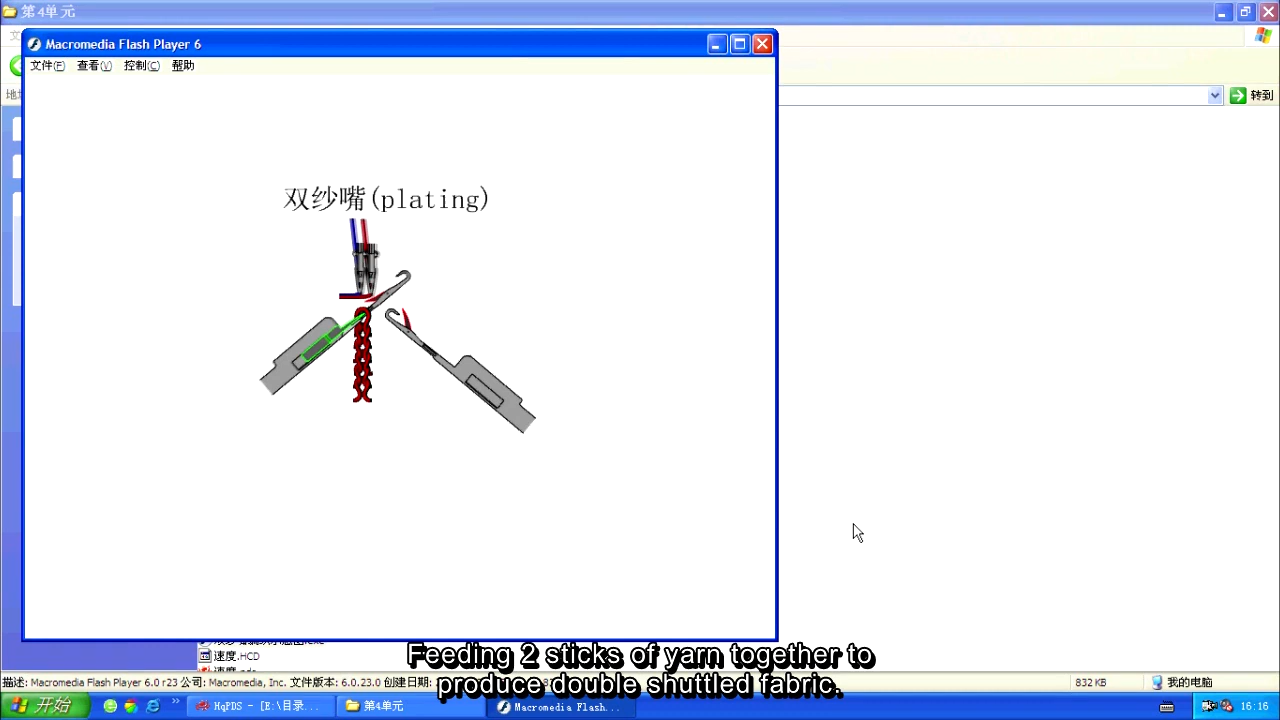 第4单元
Macromedia Flash Player 6
文件(F) 查看(V) 控制(C) 帮助
转到
双纱嘴(plating)
速度.HCD
Feeding 2 sticks of yarn together to
produce double shuttled fabric.
描述: Macromedia Flash Player 6.0 r23 公司: Macromedia, Inc. 文件版本: 6.0.23.0 创建日期:
832 KB 我的电脑
开始 HqPDS - [E:\目录... 第4单元 Macromedia Flash... 16:16